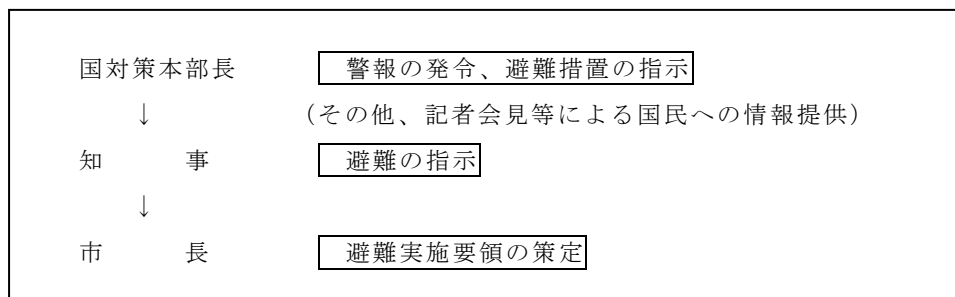 国対策本部長 警報の発令、避難措置の指示
↓ （その他、記者会見等による国民への情報提供）
知 事 避難の指示
↓
市 長 避難実施要領の策定